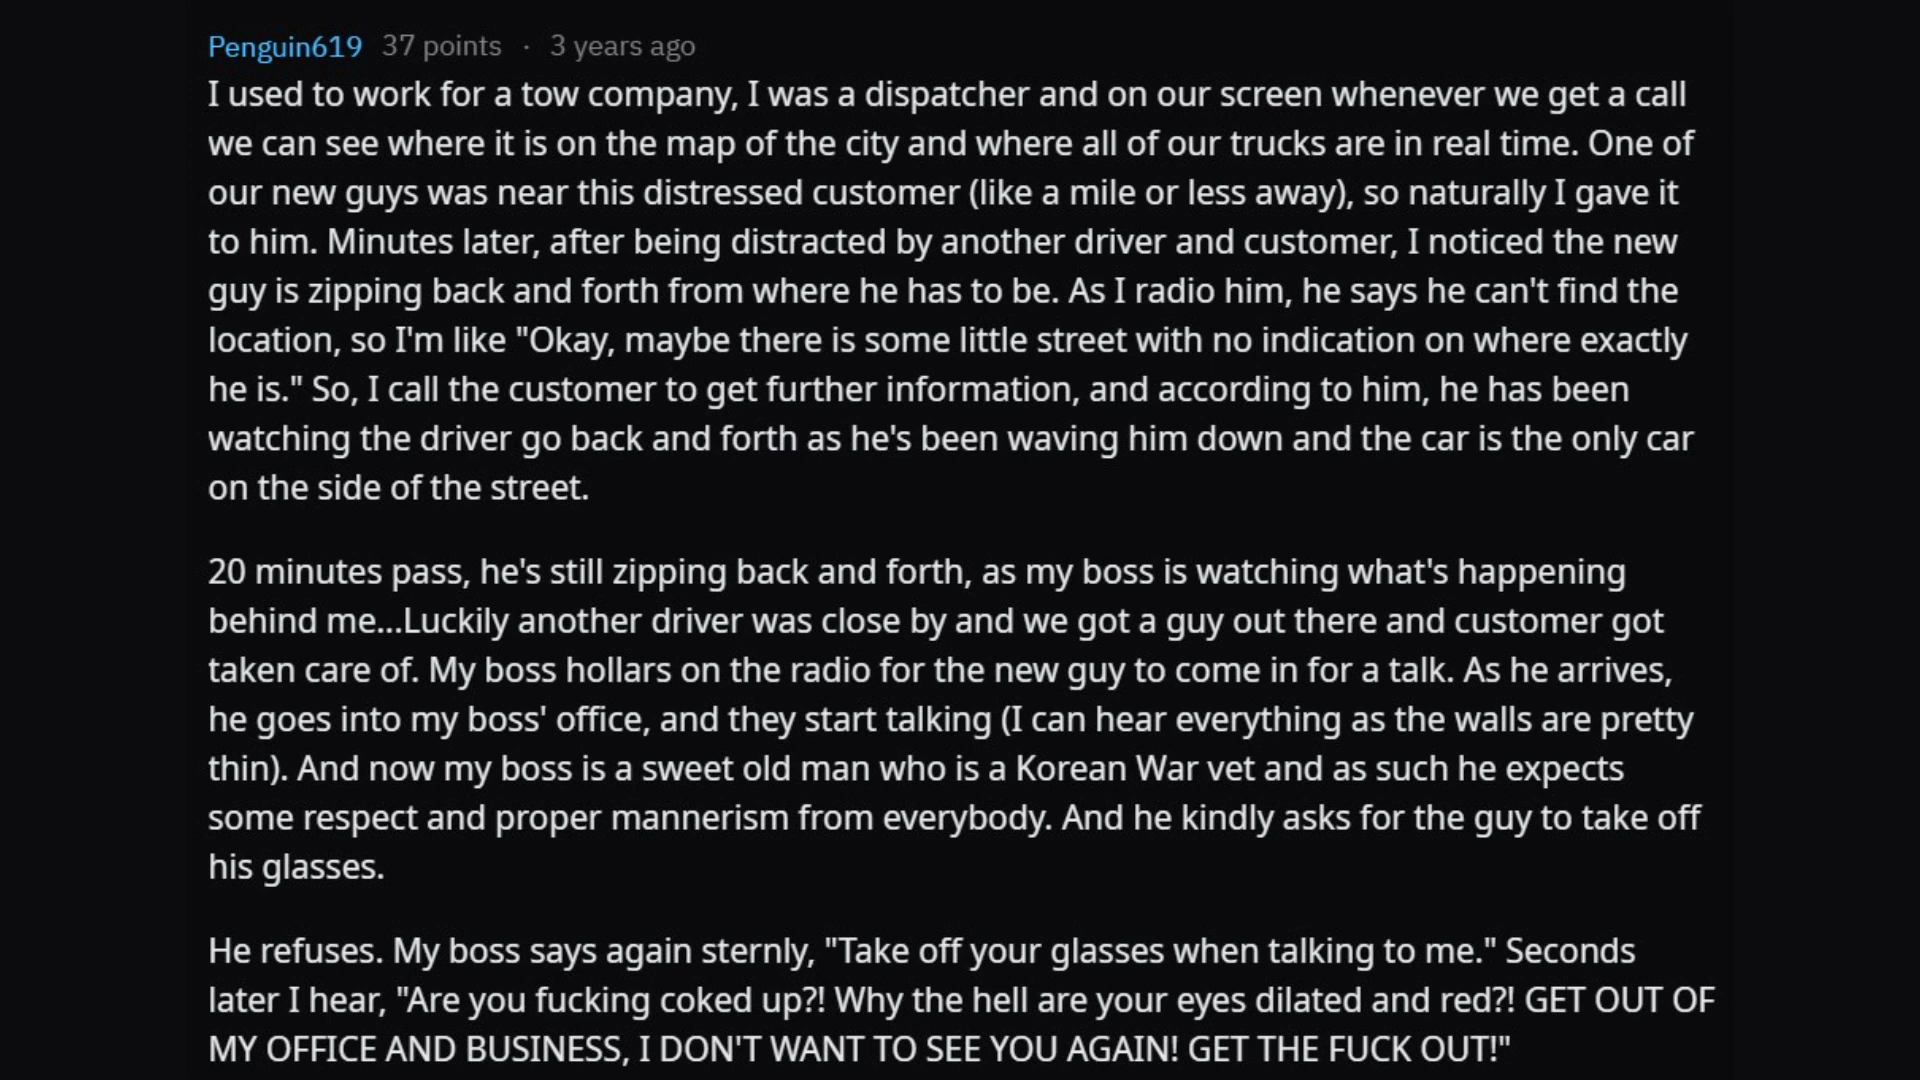 Penguin619 37 points · 3 years ago
I used to work for a tow company, I was a dispatcher and on our screen whenever we get a call
we can see where it is on the map of the city and where all of our trucks are in real time. One of
our new guys was near this distressed customer (like a mile or less away), so naturally I gave it
to him. Minutes later, after being distracted by another driver and customer, I noticed the new
guy is zipping back and forth from where he has to be. As I radio him, he says he can't find the
location, so I'm like "Okay, maybe there is some little street with no indication on where exactly
he is." So, I call the customer to get further information, and according to him, he has been
watching the driver go back and forth as he's been waving him down and the car is the only car
on the side of the street.
20 minutes pass, he's still zipping back and forth, as my boss is watching what's happening
behind me...Luckily another driver was close by and we got a guy out there and customer got
taken care of. My boss hollars on the radio for the new guy to come in for a talk. As he arrives,
he goes into my boss' office, and they start talking (I can hear everything as the walls are pretty
thin). And now my boss is a sweet old man who is a Korean War vet and as such he expects
some respect and proper mannerism from everybody. And he kindly asks for the guy to take off
his glasses.
He refuses. My boss says again sternly, "Take off your glasses when talking to me." Seconds
later I hear, "Are you fucking coked up?! Why the hell are your eyes dilated and red?! GET OUT OF
MY OFFICE AND BUSINESS, I DON'T WANT TO SEE YOU AGAIN! GET THE FUCK OUT!"